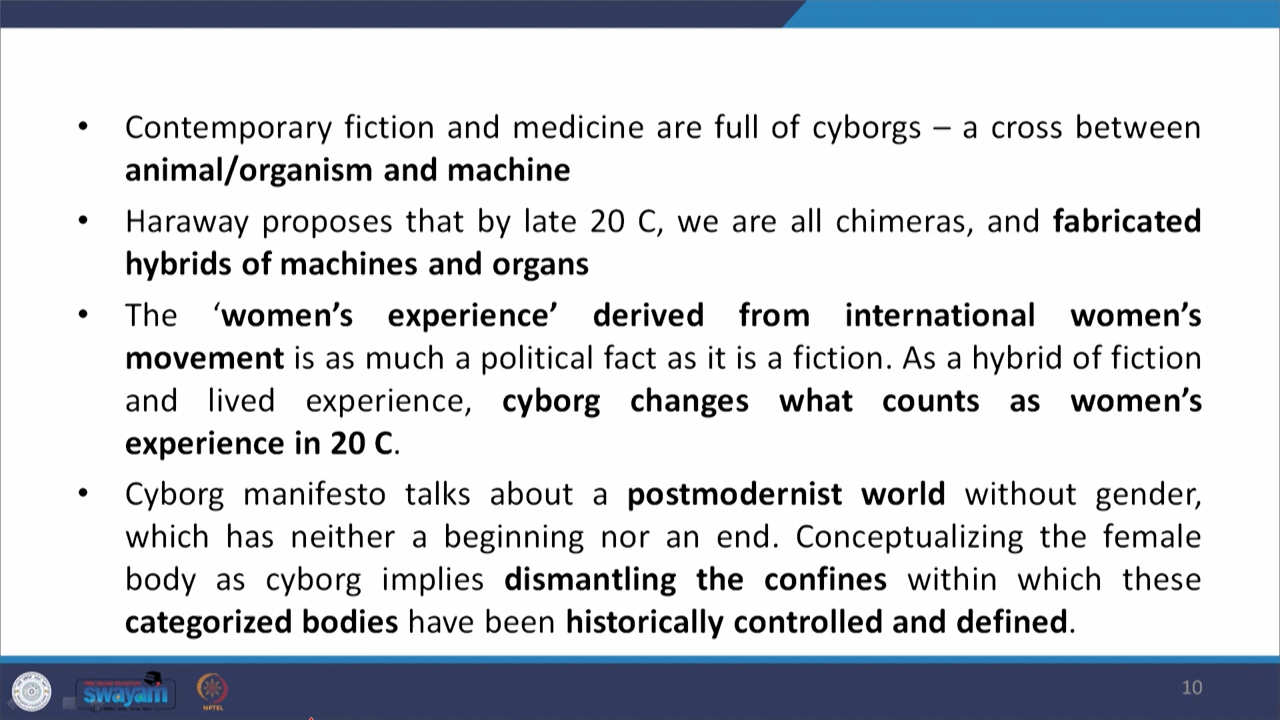 • Contemporary fiction and medicine are full of cyborgs – a cross between
animal/organism and machine
• Haraway proposes that by late 20 C, we are all chimeras, and fabricated
hybrids of machines and organs
• The ‘women’s experience’ derived from international women’s
movement is as much a political fact as it is a fiction. As a hybrid of fiction
and lived experience, cyborg changes what counts as women’s
experience in 20 C.
• Cyborg manifesto talks about a postmodernist world without gender,
which has neither a beginning nor an end. Conceptualizing the female
body as cyborg implies dismantling the confines within which these
categorized bodies have been historically controlled and defined.
swayam
NPTEL
10